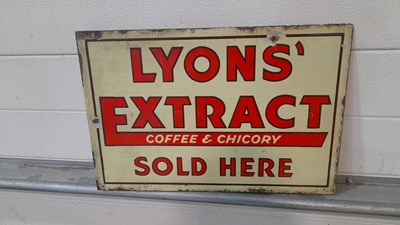 LYONS'
EXTRACT
COFFEE & CHICORY
SOLD HERE